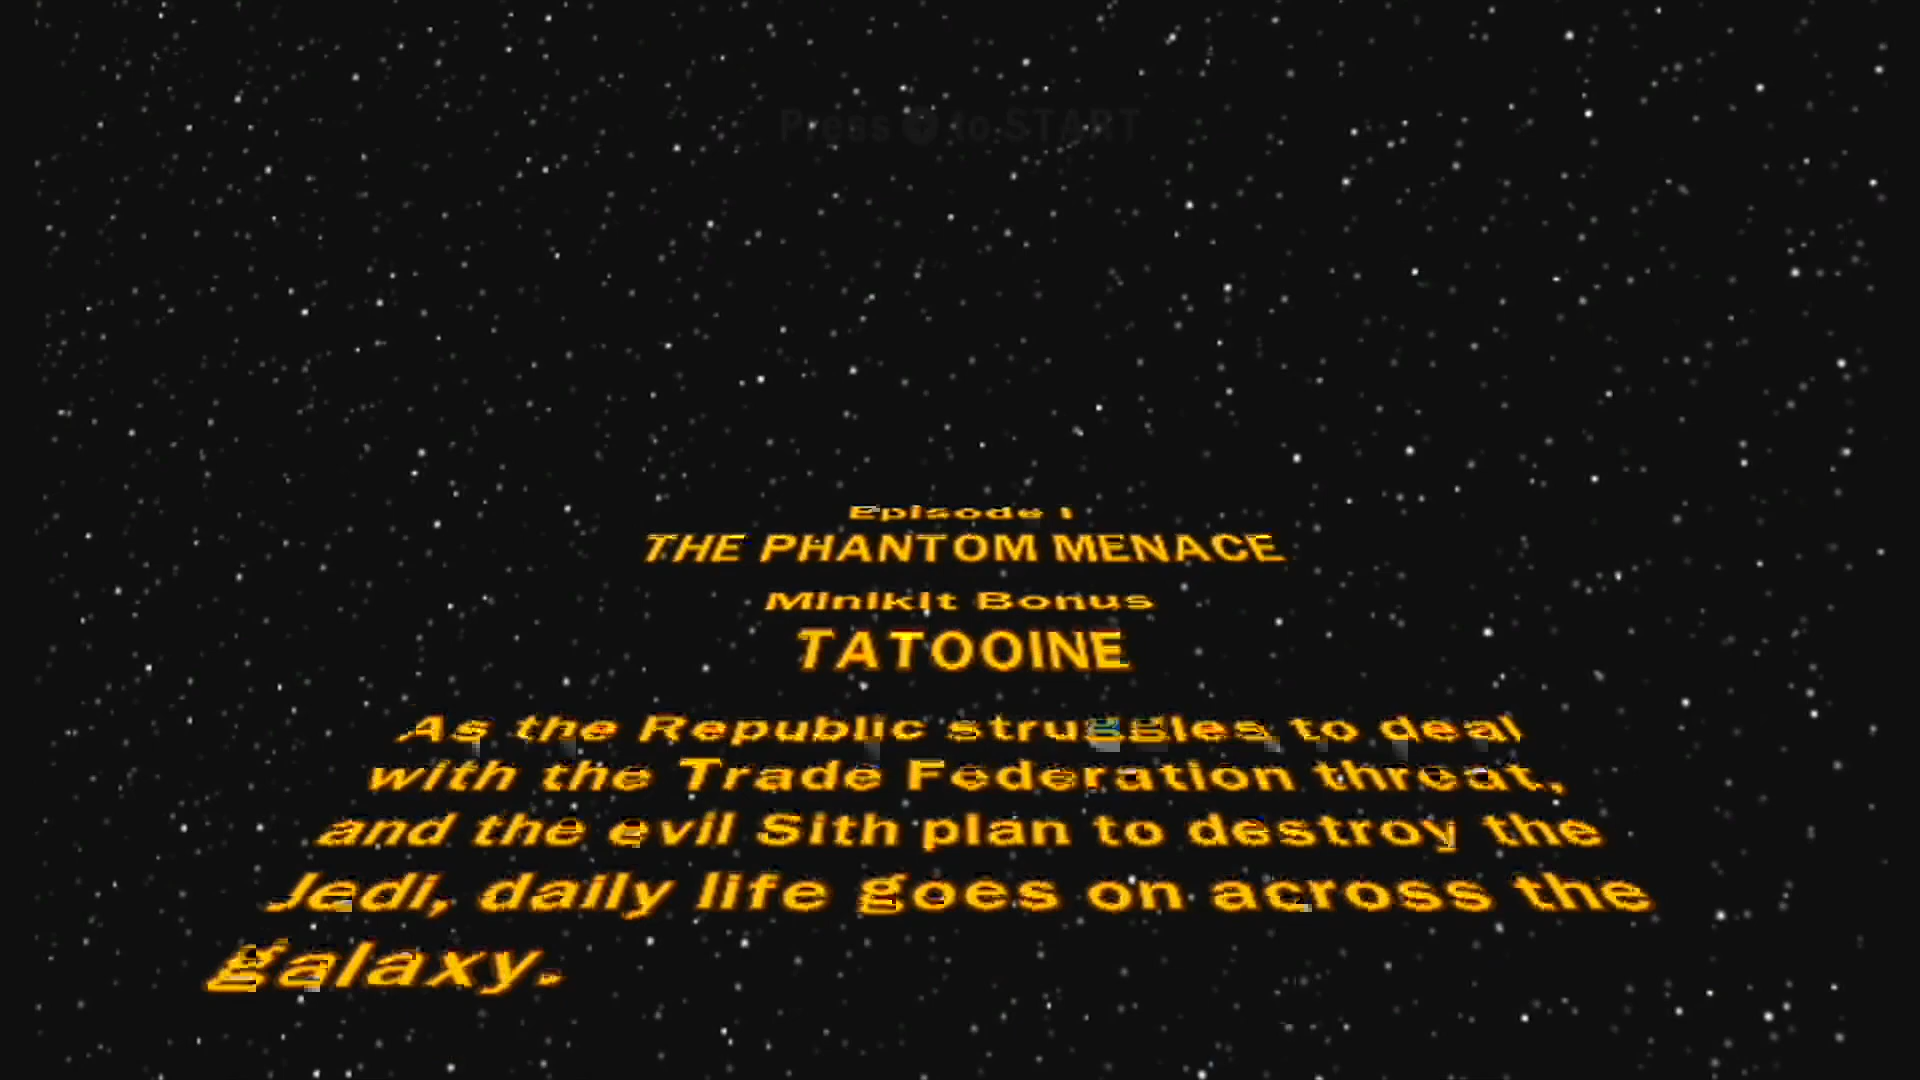 Press to START
Episode I
THE PHANTOM MENACE
Minikit Bonus
TATOOINE
As the Republic struggles to deal
with the Trade Federation threat,
and the evil Sith plan to destroy the
Jedi, daily life goes on across the
galaxy.